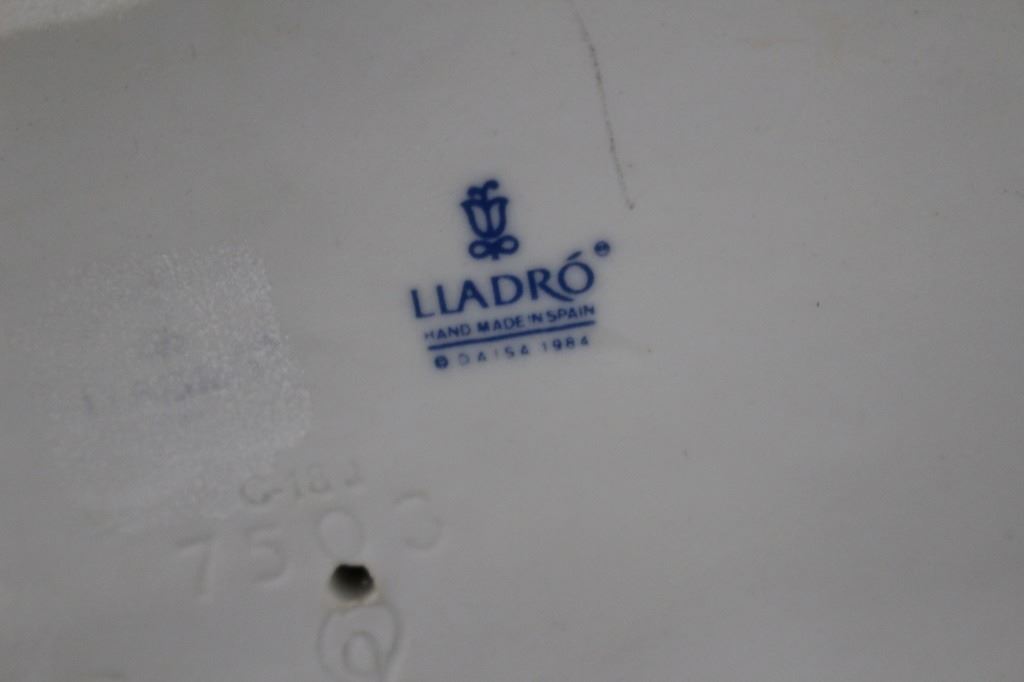 LLADRÓ
HAND MADE IN SPAIN
© DAISA 1984
7500